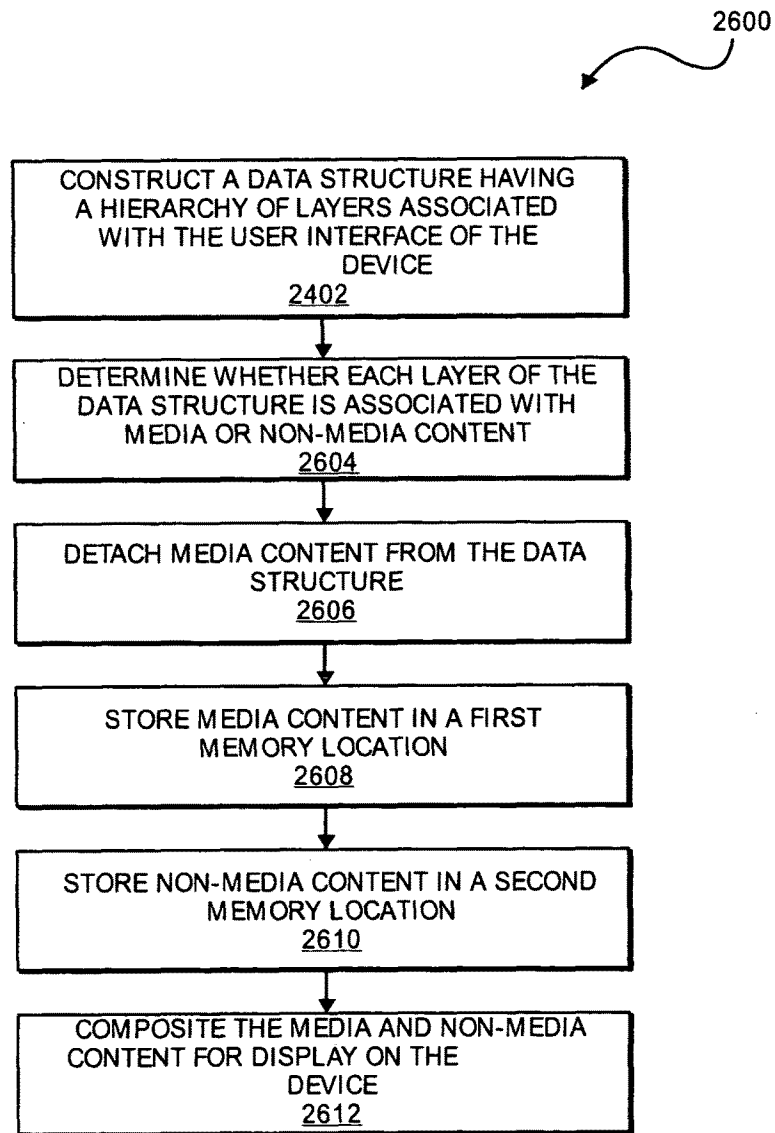 2600
CONSTRUCT A DATA STRUCTURE HAVING
A HIERARCHY OF LAYERS ASSOCIATED
WITH THE USER INTERFACE OF THE
DEVICE
2402
DETERMINE WHETHER EACH LAYER OF THE
DATA STRUCTURE IS ASSOCIATED WITH
MEDIA OR NON-MEDIA CONTENT
2604
DETACH MEDIA CONTENT FROM THE DATA
STRUCTURE
2606
STORE MEDIA CONTENT IN A FIRST
MEMORY LOCATION
2608
STORE NON-MEDIA CONTENT IN A SECOND
MEMORY LOCATION
2610
COMPOSITE THE MEDIA AND NON-MEDIA
CONTENT FOR DISPLAY ON THE
DEVICE
2612